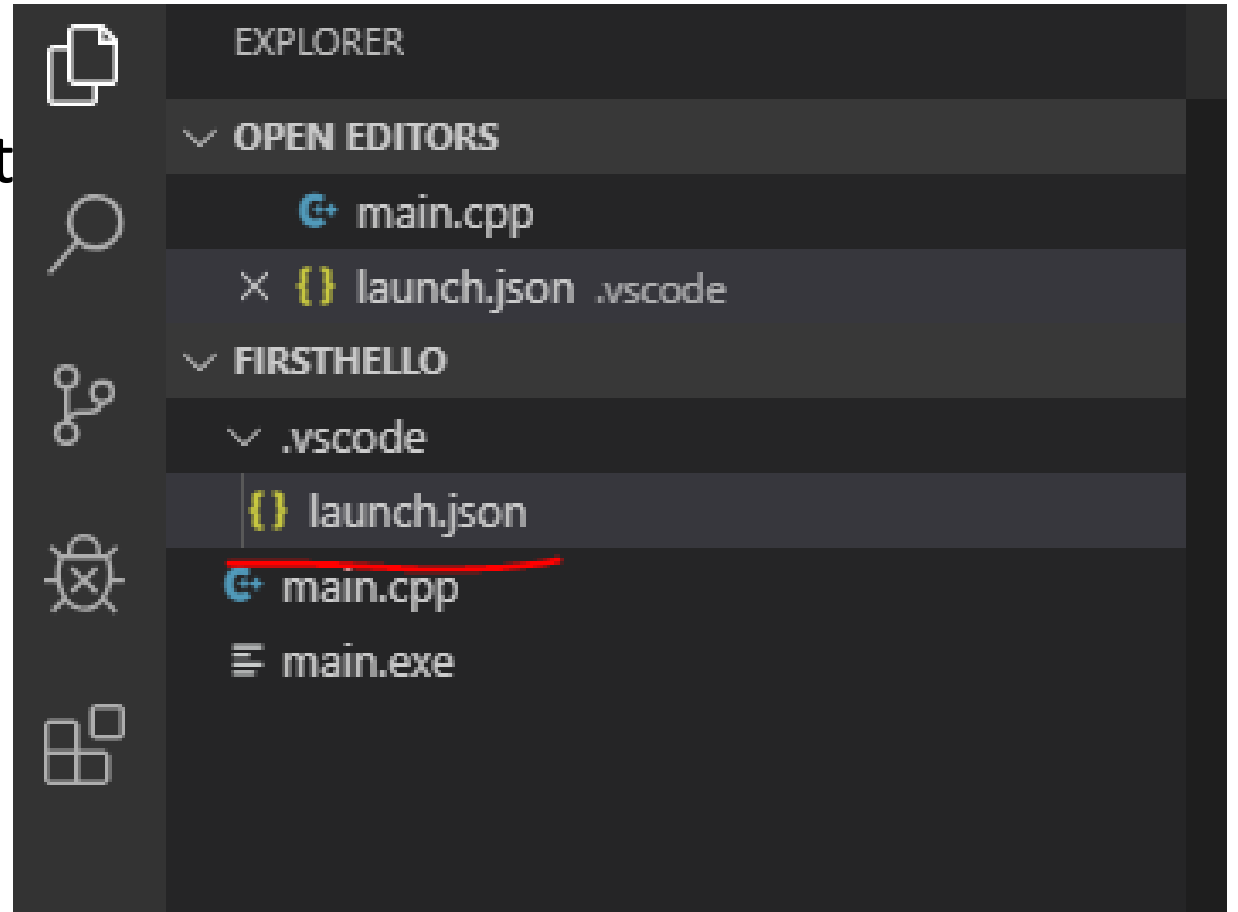 EXPLORER
t
OPEN EDITORS
main.cpp
launch.json .vscode
FIRSTHELLO
.vscode
launch.json
main.cpp
main.exe